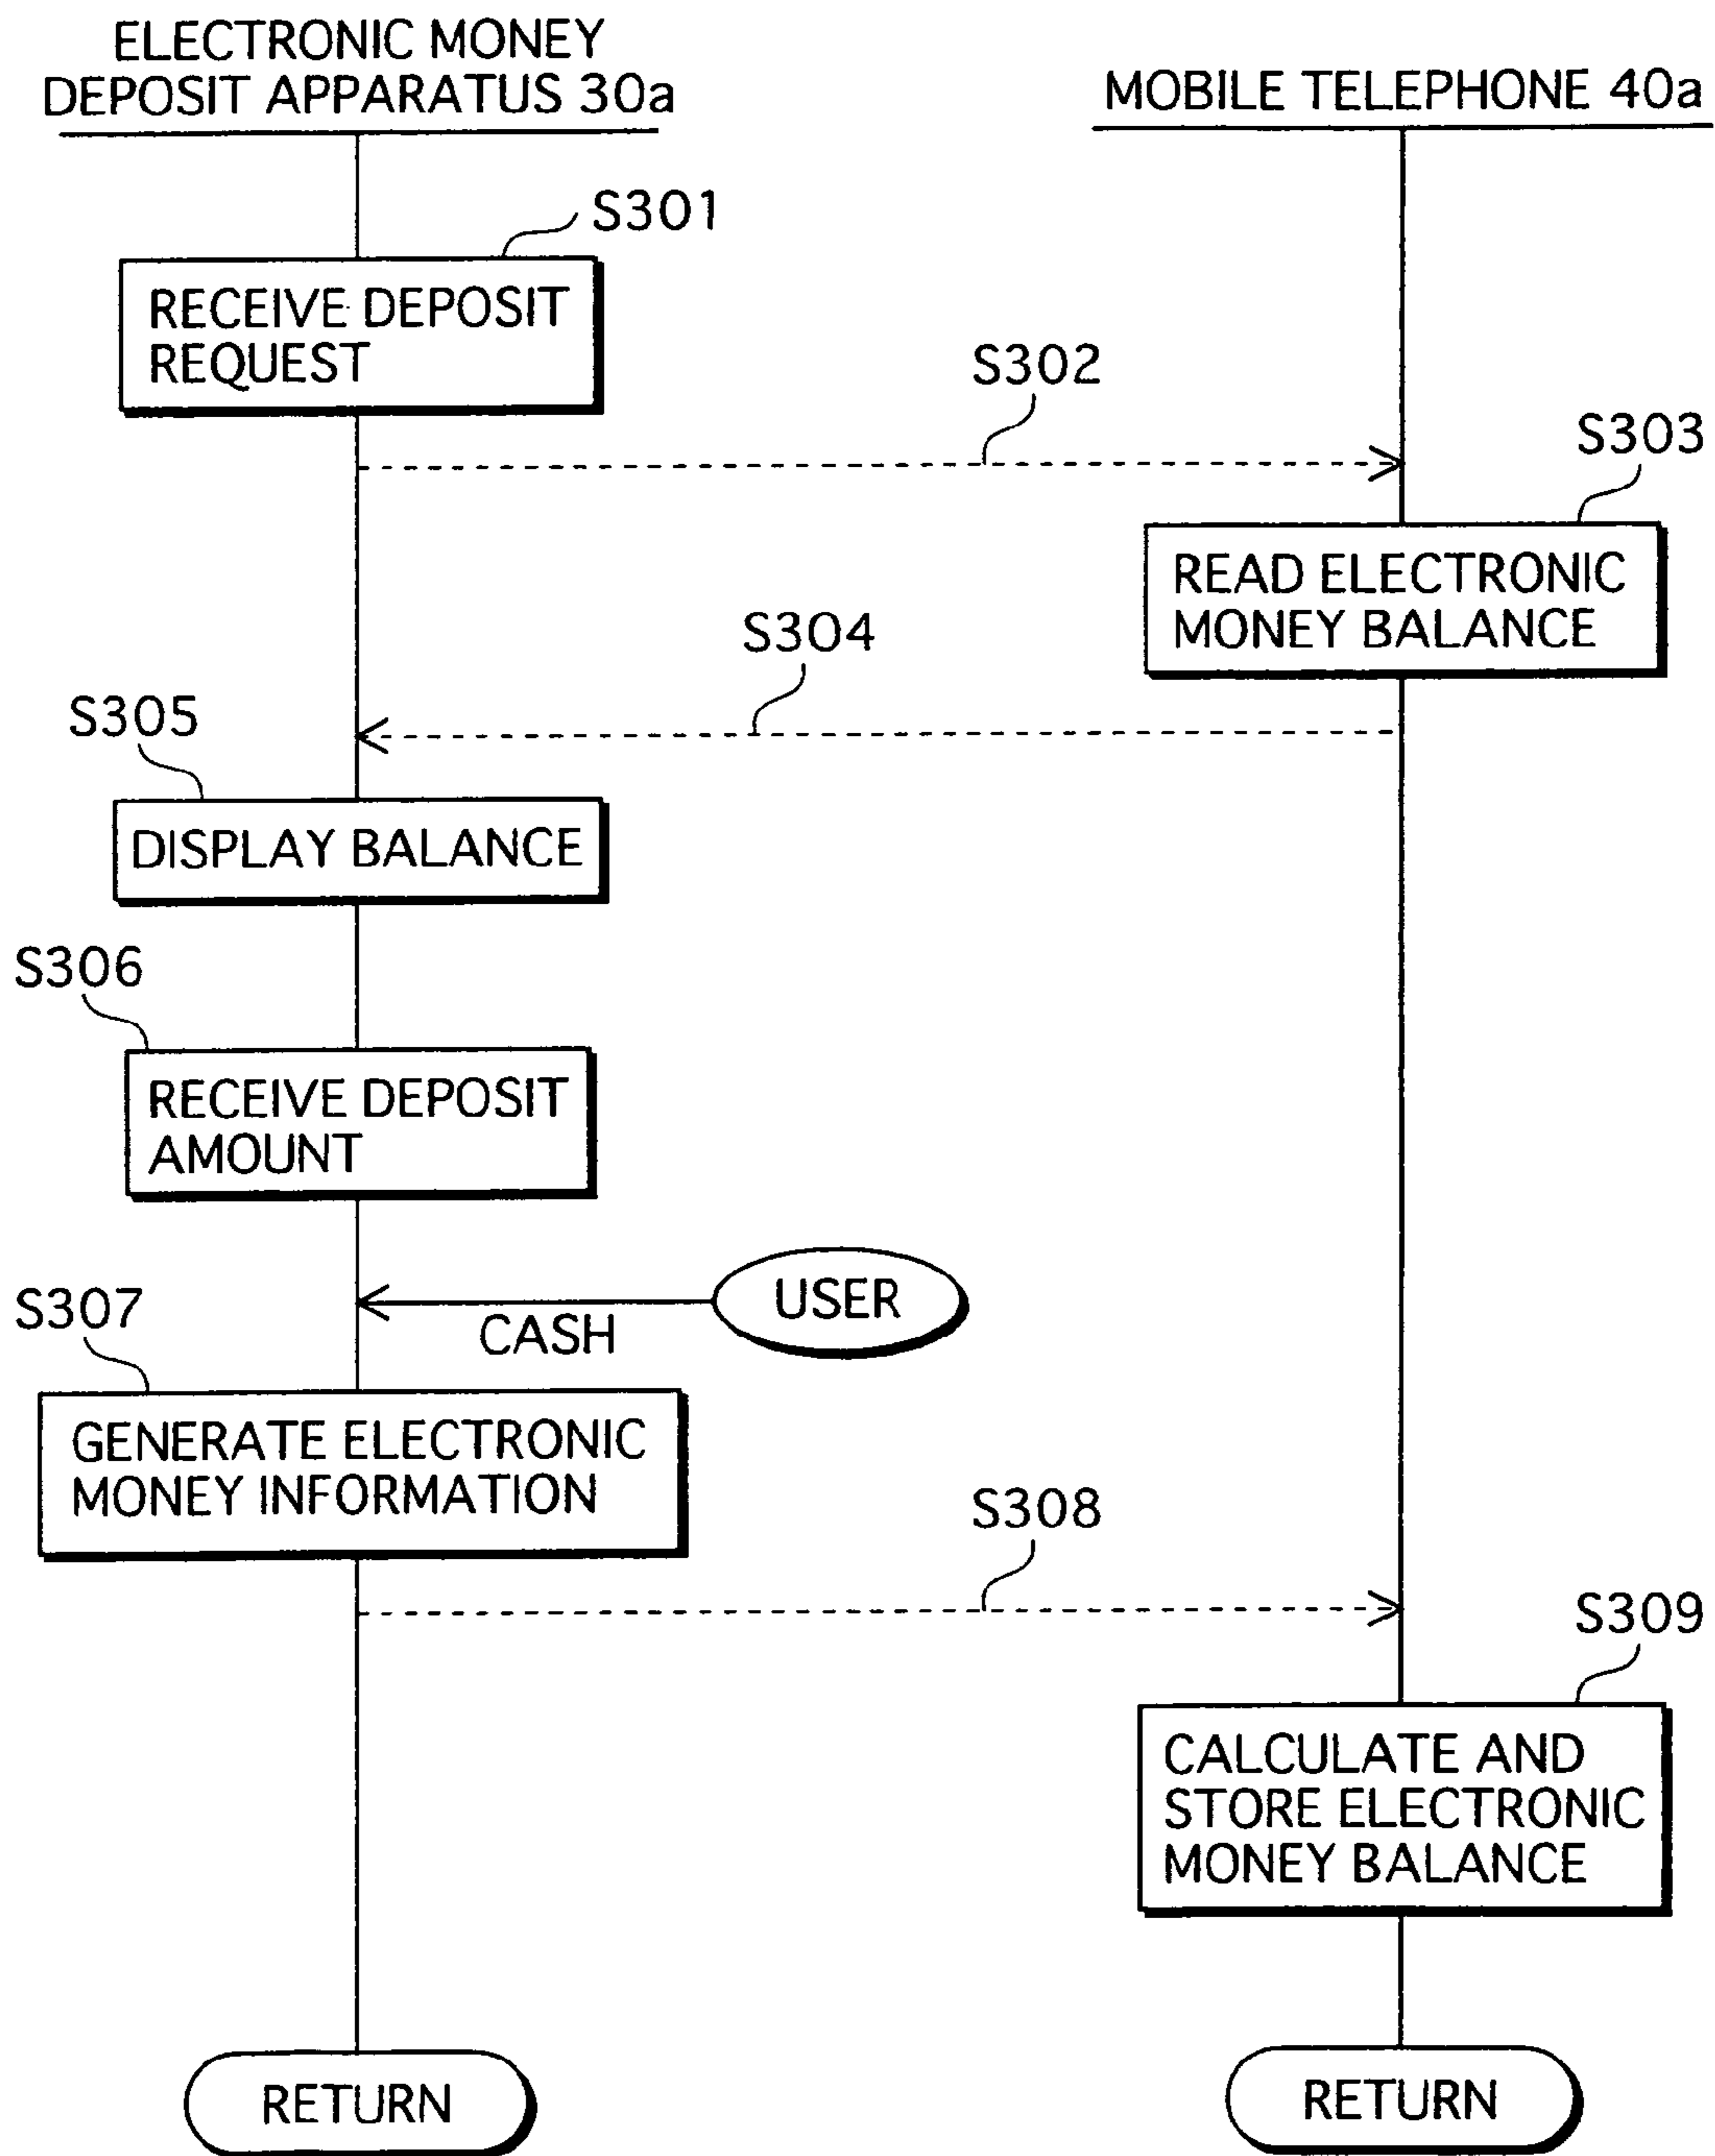 ELECTRONIC MONEY
DEPOSIT APPARATUS 30a
MOBILE TELEPHONE 40a
S301
RECEIVE DEPOSIT
REQUEST
S302
S303
READ ELECTRONIC
MONEY BALANCE
S304
S305
DISPLAY BALANCE
S306
RECEIVE DEPOSIT
AMOUNT
USER
CASH
S307
GENERATE ELECTRONIC
MONEY INFORMATION
S308
S309
CALCULATE AND
STORE ELECTRONIC
MONEY BALANCE
RETURN
RETURN